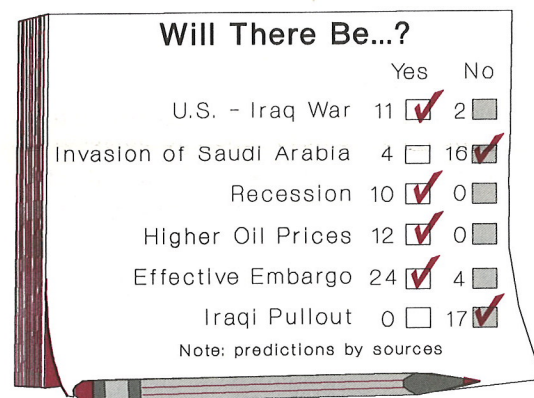 Will There Be...?
Yes No
U.S. - Iraq War 11 2
Invasion of Saudi Arabia 4 16
Recession 10 0
Higher Oil Prices 12 0
Effective Embargo 24 4
Iraqi Pullout 0 17
Note: predictions by sources